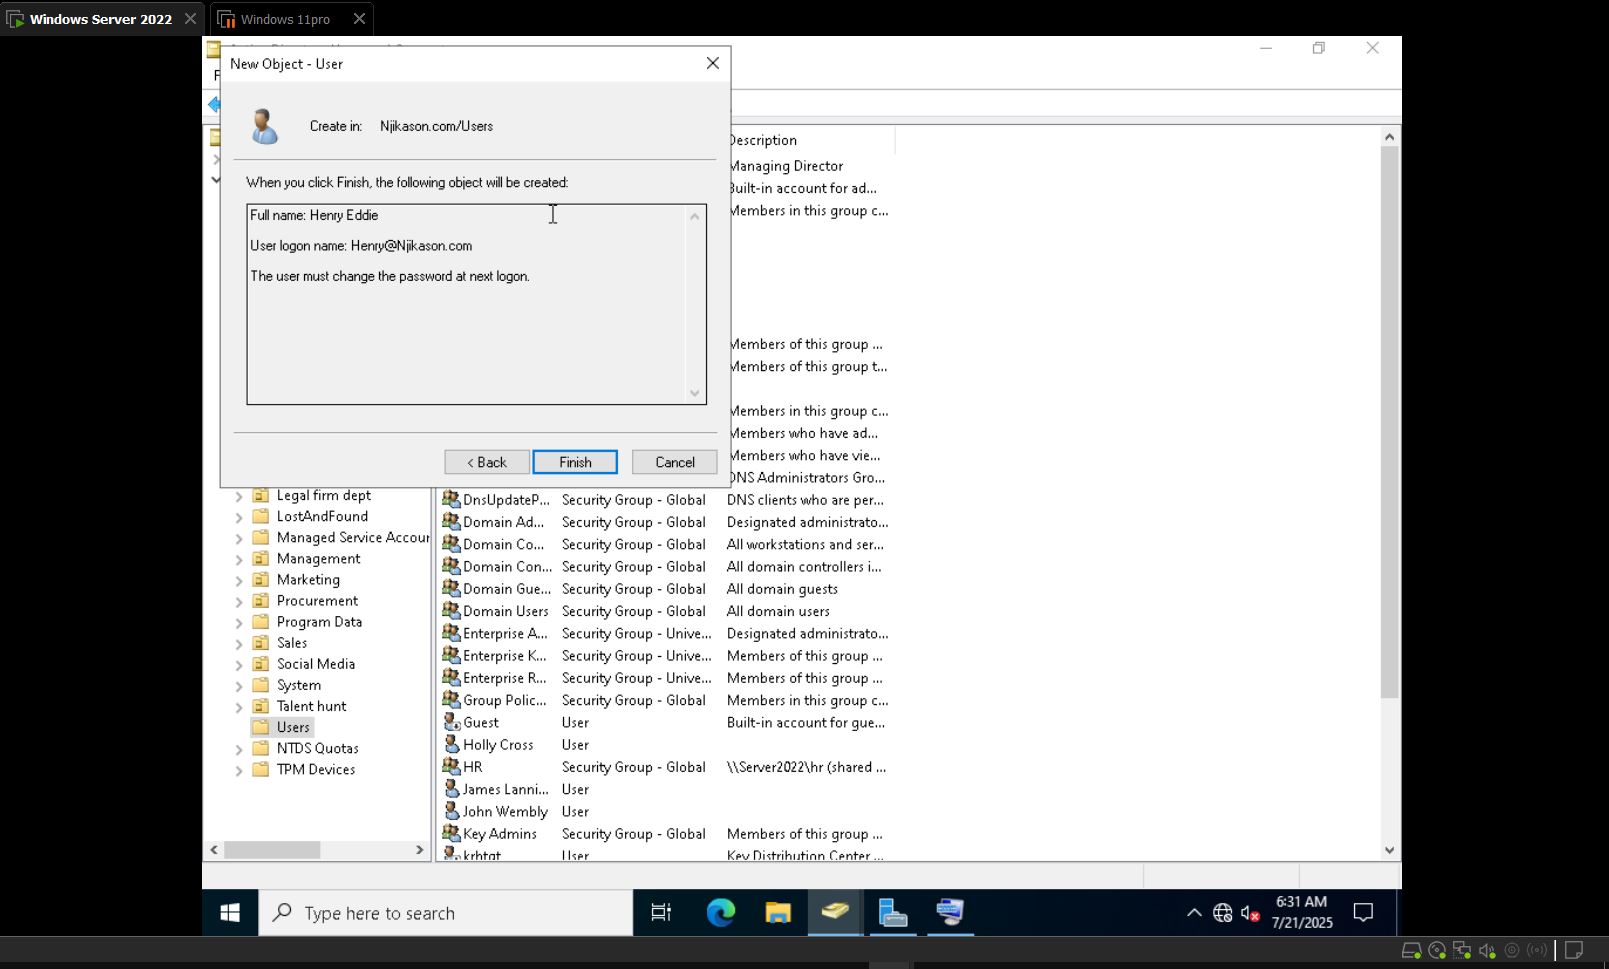 Windows Server 2022
Windows 11pro
New Object - User
Create in: Njikason.com/Users
When you click Finish, the following object will be created:
Full name: Henry Eddie
User logon name: Henry@Njikason.com
The user must change the password at next logon.
< Back
Finish
Cancel
Description
Managing Director
Built-in account for ad...
Members in this group c...
Members of this group ...
Members of this group t...
Members in this group c...
Members who have ad...
Members who have vie...
DNS Administrators Gro...
Legal firm dept
LostAndFound
Managed Service Accour
Management
Marketing
Procurement
Program Data
Sales
Social Media
System
Talent hunt
Users
NTDS Quotas
TPM Devices
DnsUpdateP... Security Group - Global DNS clients who are per...
Domain Ad... Security Group - Global Designated administrato...
Domain Co... Security Group - Global All workstations and ser...
Domain Con... Security Group - Global All domain controllers i...
Domain Gue... Security Group - Global All domain guests
Domain Users Security Group - Global All domain users
Enterprise A... Security Group - Unive... Designated administrato...
Enterprise K... Security Group - Unive... Members of this group ...
Enterprise R... Security Group - Unive... Members of this group ...
Group Polic... Security Group - Global Members in this group c...
Guest User Built-in account for gue...
Holly Cross User
HR Security Group - Global \\Server2022\hr (shared ...
James Lanni... User
John Wembly User
Key Admins Security Group - Global Members of this group ...
krbtgt User Key Distribution Center ...
Type here to search
6:31 AM
7/21/2025